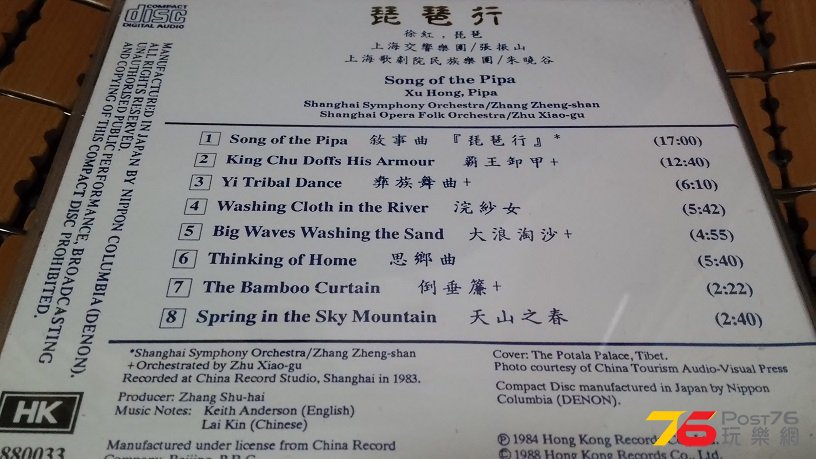 COMPACT
disc
DIGITAL AUDIO
琵琶行
徐紅，琵琶
上海交響樂團/張振山
上海歌劇院民族樂團/朱曉谷
Song of the Pipa
Xu Hong, Pipa
Shanghai Symphony Orchestra/Zhang Zheng-shan
Shanghai Opera Folk Orchestra/Zhu Xiao-gu
1 Song of the Pipa 敘事曲『琵琶行』* (17:00)
2 King Chu Doffs His Armour 霸王卸甲+ (12:40)
3 Yi Tribal Dance 彝族舞曲+ (6:10)
4 Washing Cloth in the River 浣紗女 (5:42)
5 Big Waves Washing the Sand 大浪淘沙+ (4:55)
6 Thinking of Home 思鄉曲 (5:40)
7 The Bamboo Curtain 倒垂簾+ (2:22)
8 Spring in the Sky Mountain 天山之春 (2:40)
*Shanghai Symphony Orchestra/Zhang Zheng-shan
+Orchestrated by Zhu Xiao-gu
Recorded at China Record Studio, Shanghai in 1983.
Producer: Zhang Shu-hai
Music Notes: Keith Anderson (English)
Lai Kin (Chinese)
Manufactured under license from China Record
Company, Beijing, P.R.C.
Cover: The Potala Palace, Tibet.
Photo courtesy of China Tourism Audio-Visual Press
Compact Disc manufactured in Japan by Nippon
Columbia (DENON).
℗ 1984 Hong Kong Records
© 1988 Hong Kong Records Co., Ltd.
HK
880033
MANUFACTURED IN JAPAN BY NIPPON COLUMBIA (DENON).
ALL RIGHTS RESERVED.
UNAUTHORISED PUBLIC PERFORMANCE, BROADCASTING
AND COPYING OF THIS COMPACT DISC PROHIBITED.
76 Post76
玩樂網